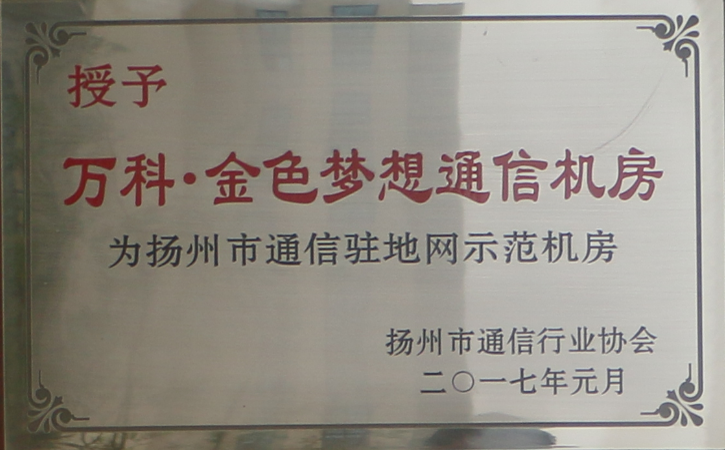 授予
万科·金色梦想通信机房
为扬州市通信驻地网示范机房
扬州市通信行业协会
二〇一七年元月